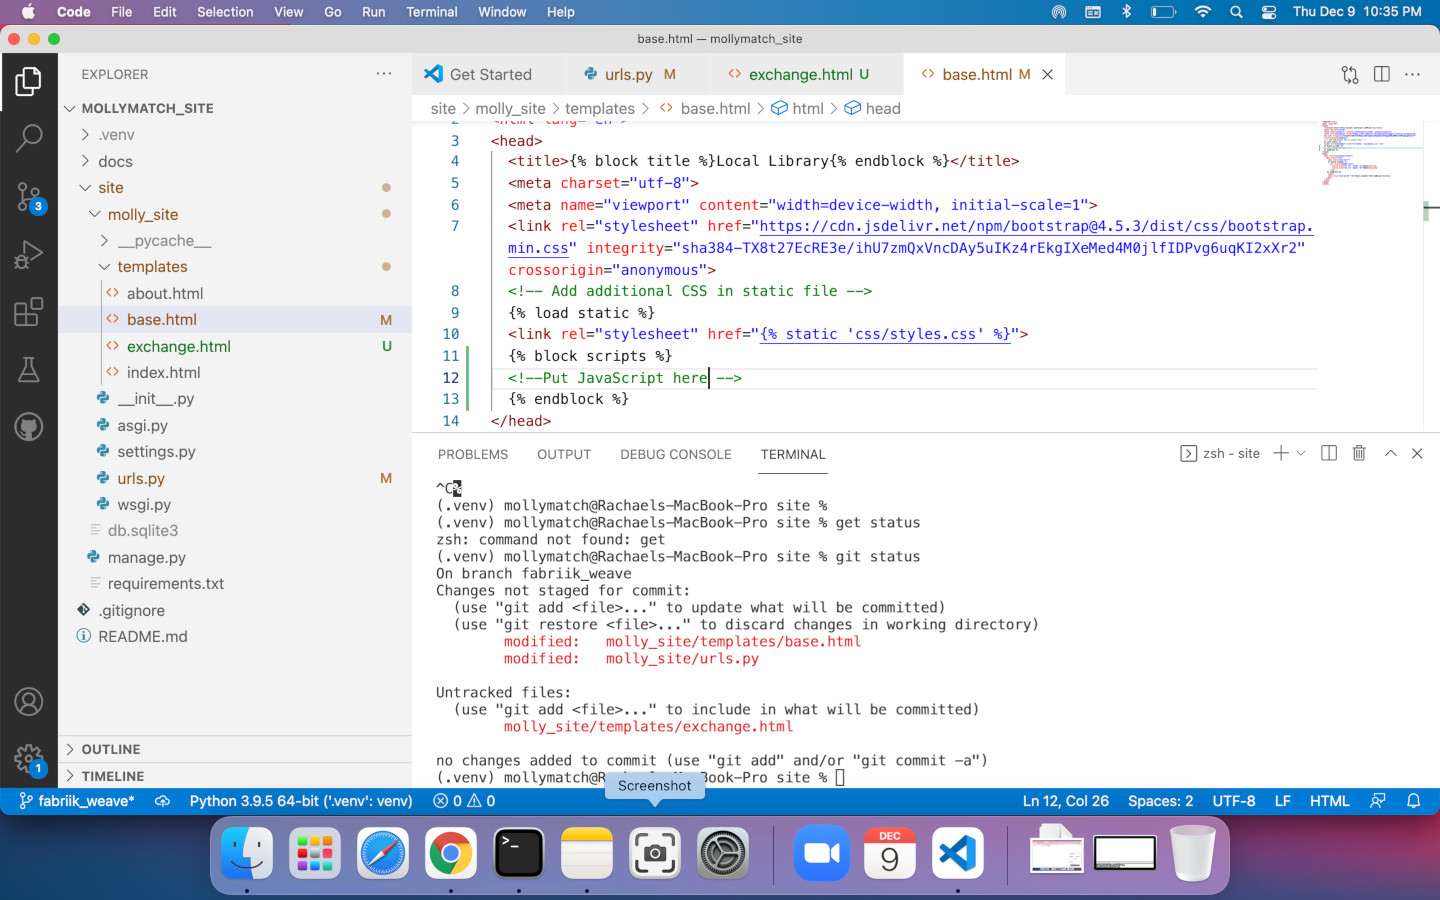 Code File Edit Selection View Go Run Terminal Window Help Thu Dec 9 10:35 PM
base.html — mollymatch_site
EXPLORER
Get Started
urls.py M
exchange.html U
base.html M
MOLLYMATCH_SITE
.venv
docs
site
molly_site
__pycache__
templates
about.html
base.html M
exchange.html U
index.html
__init__.py
asgi.py
settings.py
urls.py M
wsgi.py
db.sqlite3
manage.py
requirements.txt
.gitignore
README.md
OUTLINE
TIMELINE
3
1
site > molly_site > templates > base.html > html > head
3 <head>
4 <title>{% block title %}Local Library{% endblock %}</title>
5 <meta charset="utf-8">
6 <meta name="viewport" content="width=device-width, initial-scale=1">
7 <link rel="stylesheet" href="https://cdn.jsdelivr.net/npm/bootstrap@4.5.3/dist/css/bootstrap.
min.css" integrity="sha384-TX8t27EcRE3e/ihU7zmQxVncDAy5uIKz4rEkgIXeMed4M0jlfIDPvg6uqKI2xXr2"
crossorigin="anonymous">
8 <!-- Add additional CSS in static file -->
9 {% load static %}
10 <link rel="stylesheet" href="{% static 'css/styles.css' %}">
11 {% block scripts %}
12 <!--Put JavaScript here -->
13 {% endblock %}
14 </head>
PROBLEMS OUTPUT DEBUG CONSOLE TERMINAL
zsh - site
^C%
(.venv) mollymatch@Rachaels-MacBook-Pro site %
(.venv) mollymatch@Rachaels-MacBook-Pro site % get status
zsh: command not found: get
(.venv) mollymatch@Rachaels-MacBook-Pro site % git status
On branch fabriik_weave
Changes not staged for commit:
(use "git add <file>..." to update what will be committed)
(use "git restore <file>..." to discard changes in working directory)
modified: molly_site/templates/base.html
modified: molly_site/urls.py
Untracked files:
(use "git add <file>..." to include in what will be committed)
molly_site/templates/exchange.html
no changes added to commit (use "git add" and/or "git commit -a")
(.venv) mollymatch@R           Book-Pro site %
Screenshot
fabriik_weave* Python 3.9.5 64-bit ('.venv': venv) 0 0 Ln 12, Col 26 Spaces: 2 UTF-8 LF HTML
DEC
9